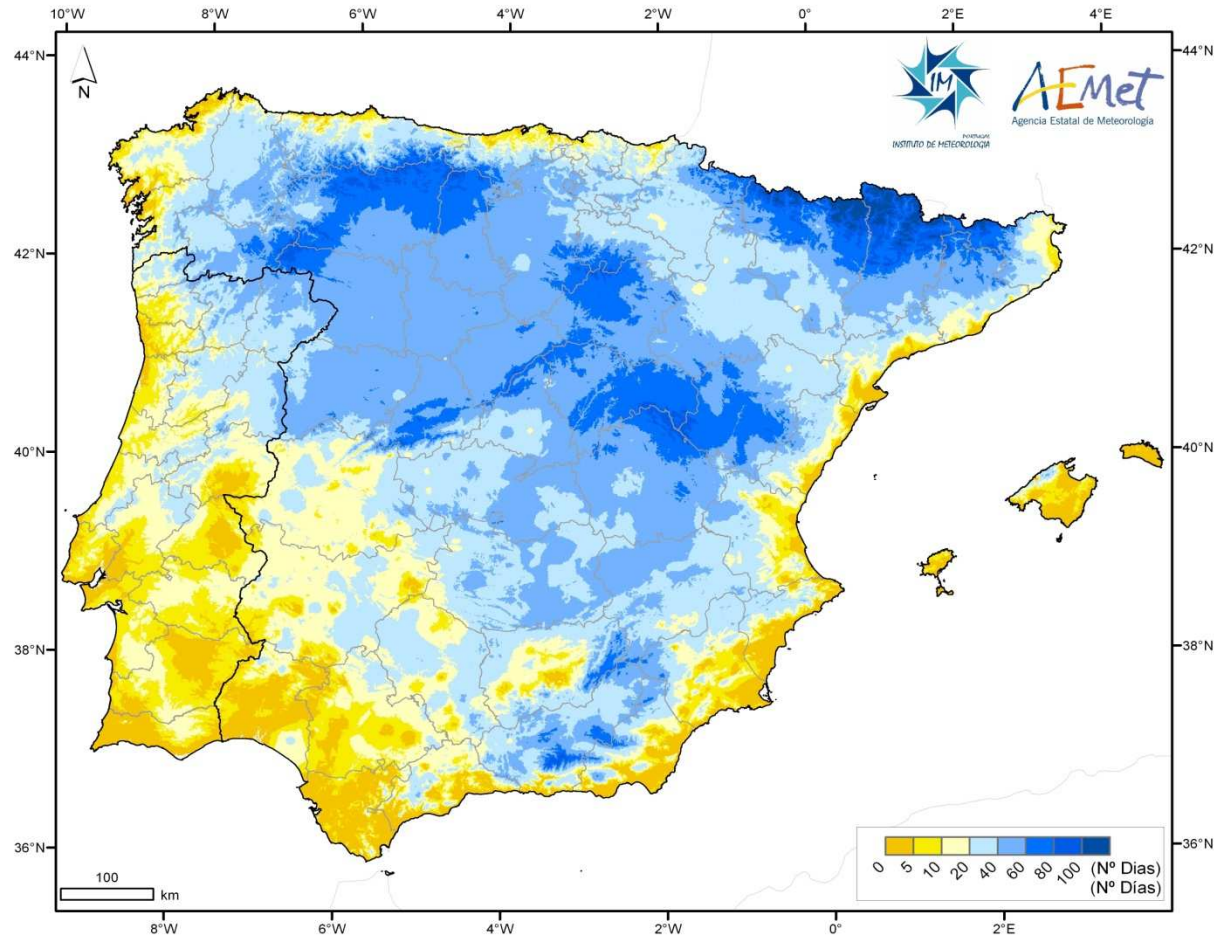 10°W 8°W 6°W 4°W 2°W 0° 2°E 4°E
44°N 44°N
N
IM
PORTUGAL
INSTITUTO DE METEOROLOGIA
AEMet
Agencia Estatal de Meteorología
42°N 42°N
40°N 40°N
38°N 38°N
36°N 36°N
100
km
0 5 10 20 40 60 80 100 (Nº Dias)
(Nº Días)
8°W 6°W 4°W 2°W 0° 2°E